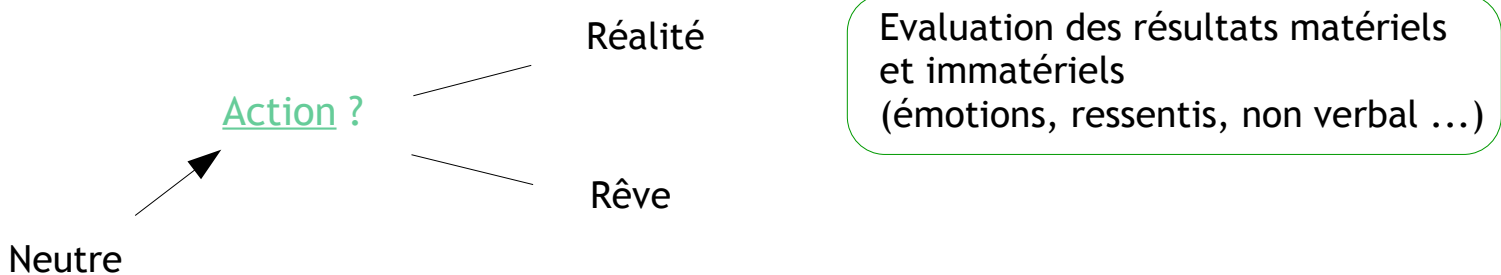 Réalité
Evaluation des résultats matériels
et immatériels
(émotions, ressentis, non verbal ...)
Action ?
Rêve
Neutre